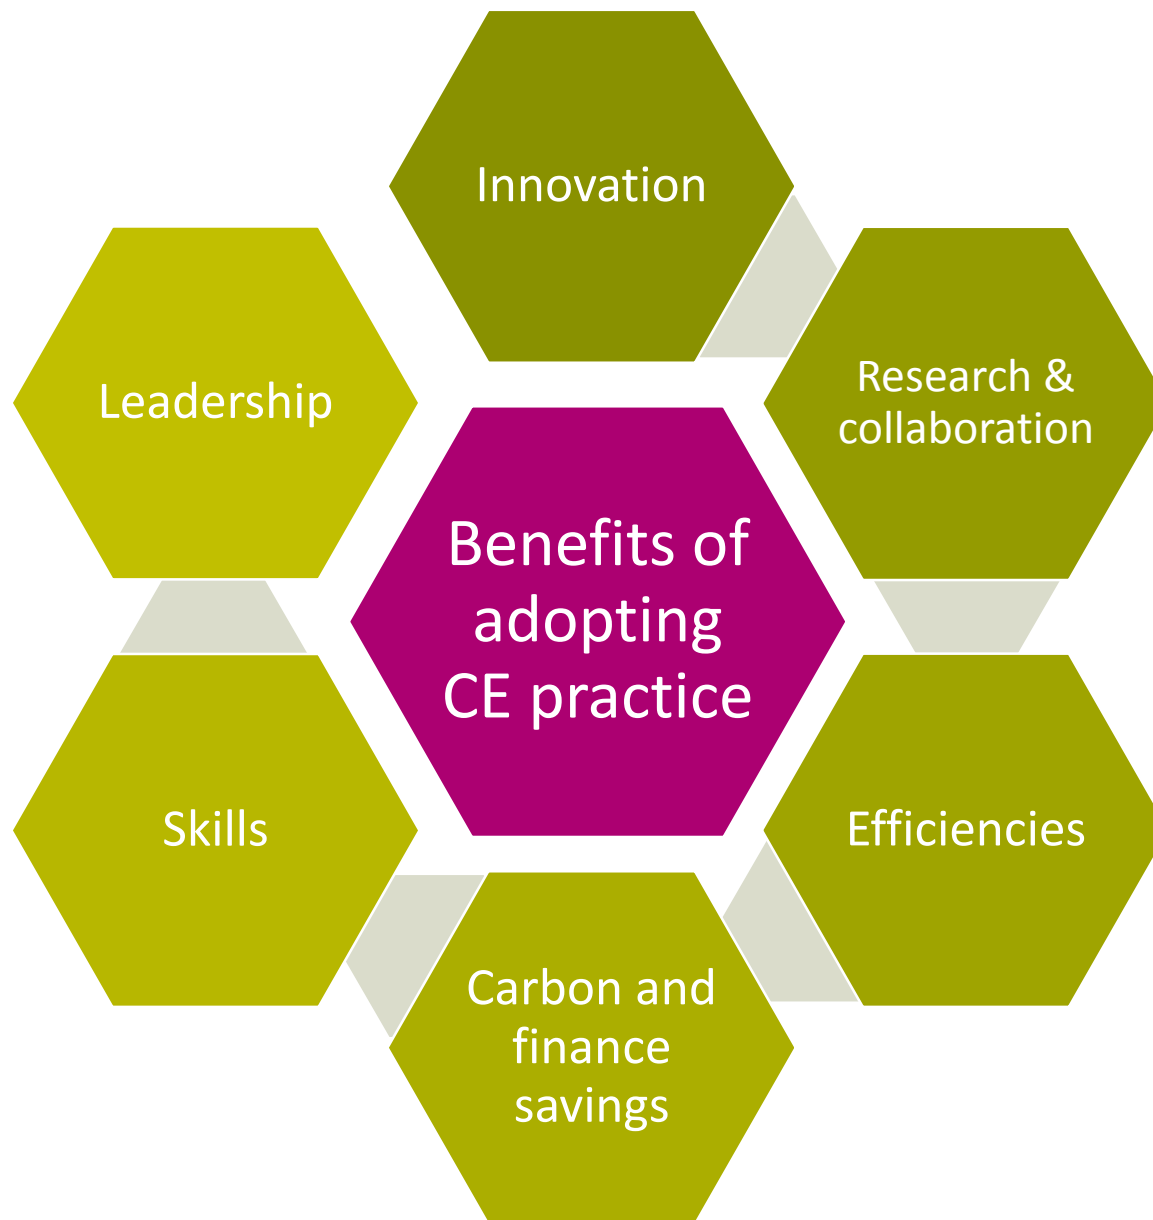 Innovation
Research &
collaboration
Efficiencies
Carbon and
finance
savings
Skills
Leadership
Benefits of
adopting
CE practice